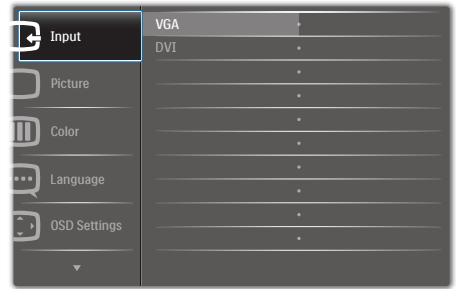 Input
VGA
DVI
Picture
Color
Language
OSD Settings